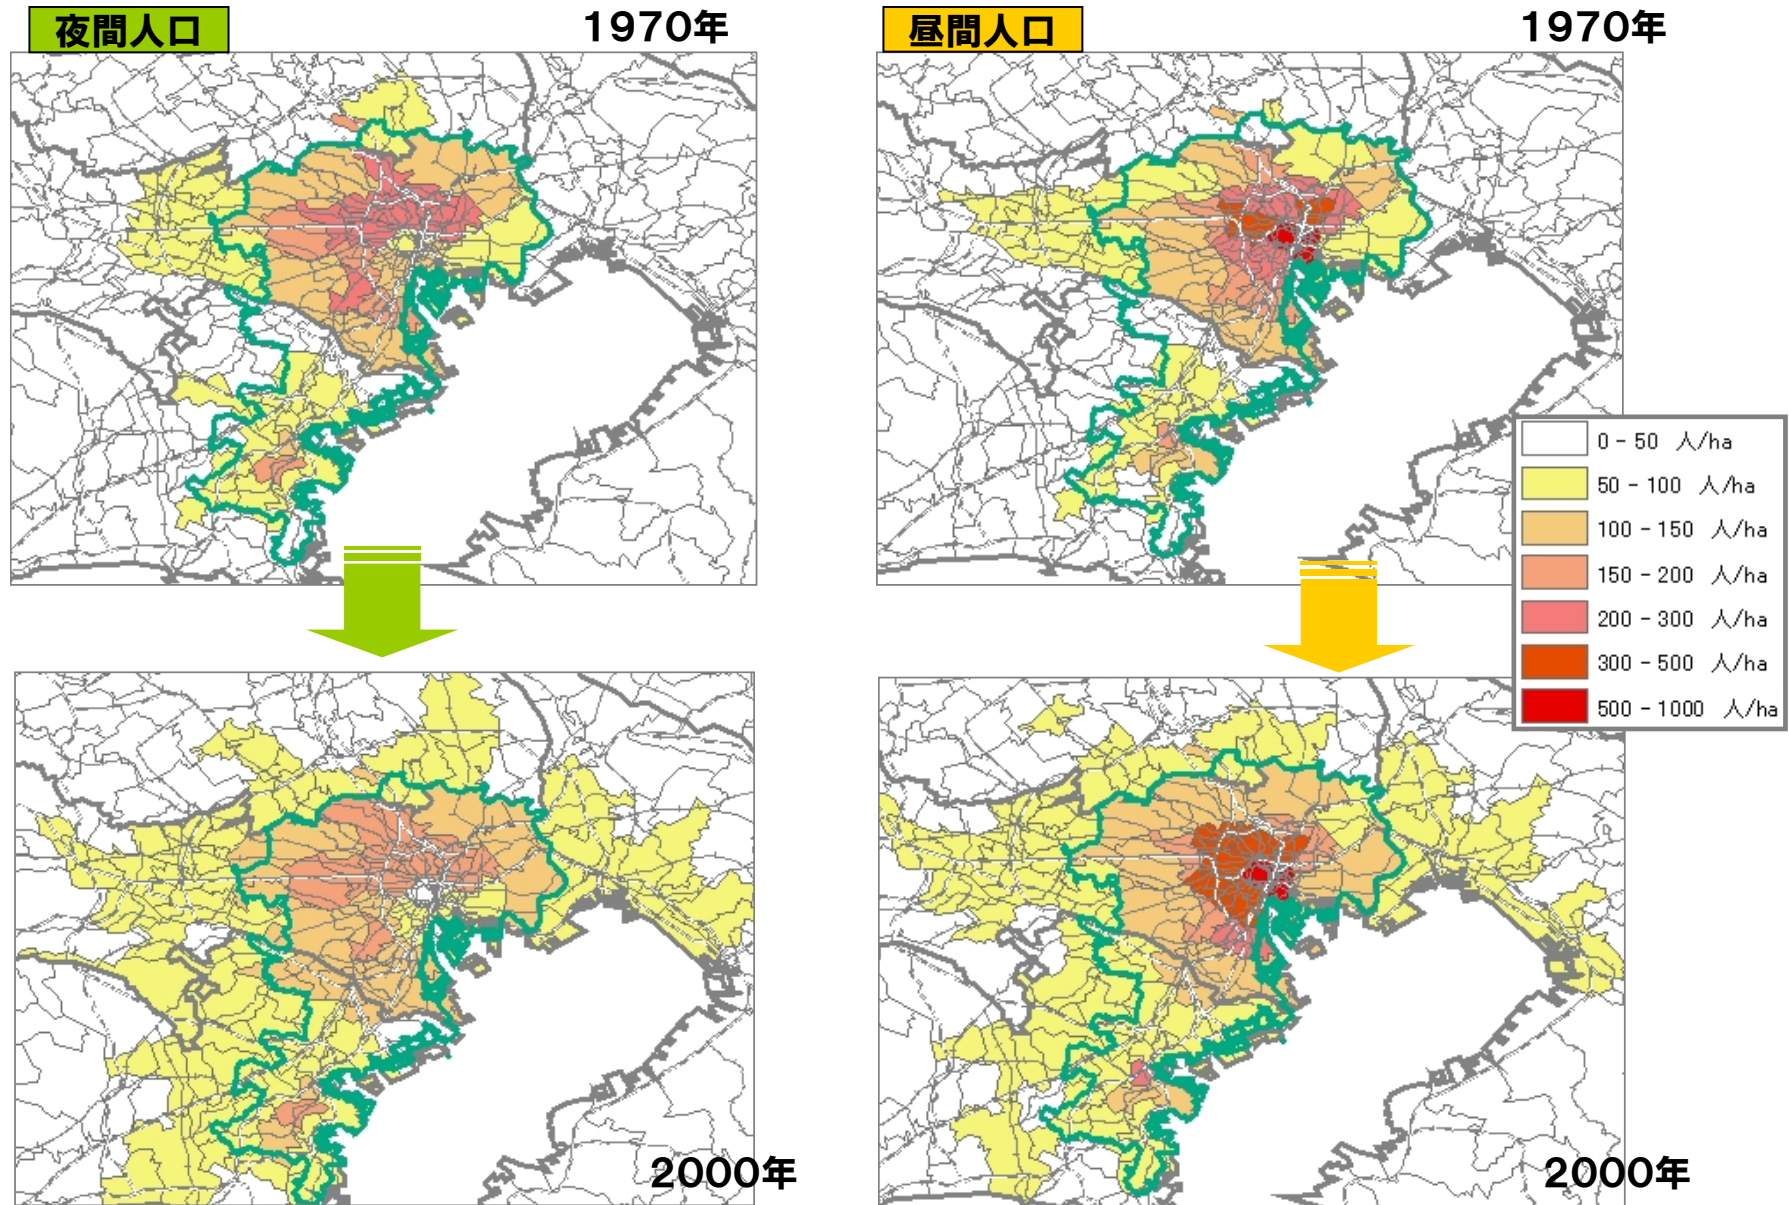 夜間人口
1970年
昼間人口
1970年
0 - 50 人/ha
50 - 100 人/ha
100 - 150 人/ha
150 - 200 人/ha
200 - 300 人/ha
300 - 500 人/ha
500 - 1000 人/ha
2000年
2000年